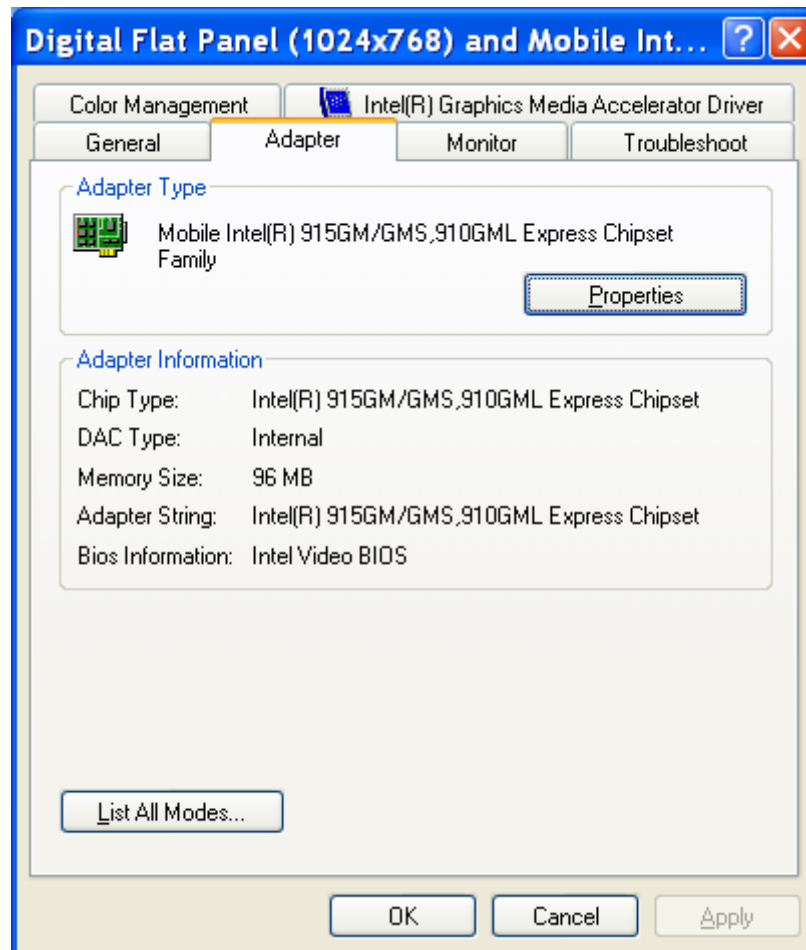 Digital Flat Panel (1024x768) and Mobile Int...
Color Management
Intel(R) Graphics Media Accelerator Driver
General
Adapter
Monitor
Troubleshoot
Adapter Type
Mobile Intel(R) 915GM/GMS,910GML Express Chipset
Family
Properties
Adapter Information
Chip Type: Intel(R) 915GM/GMS,910GML Express Chipset
DAC Type: Internal
Memory Size: 96 MB
Adapter String: Intel(R) 915GM/GMS,910GML Express Chipset
Bios Information: Intel Video BIOS
List All Modes...
OK
Cancel
Apply